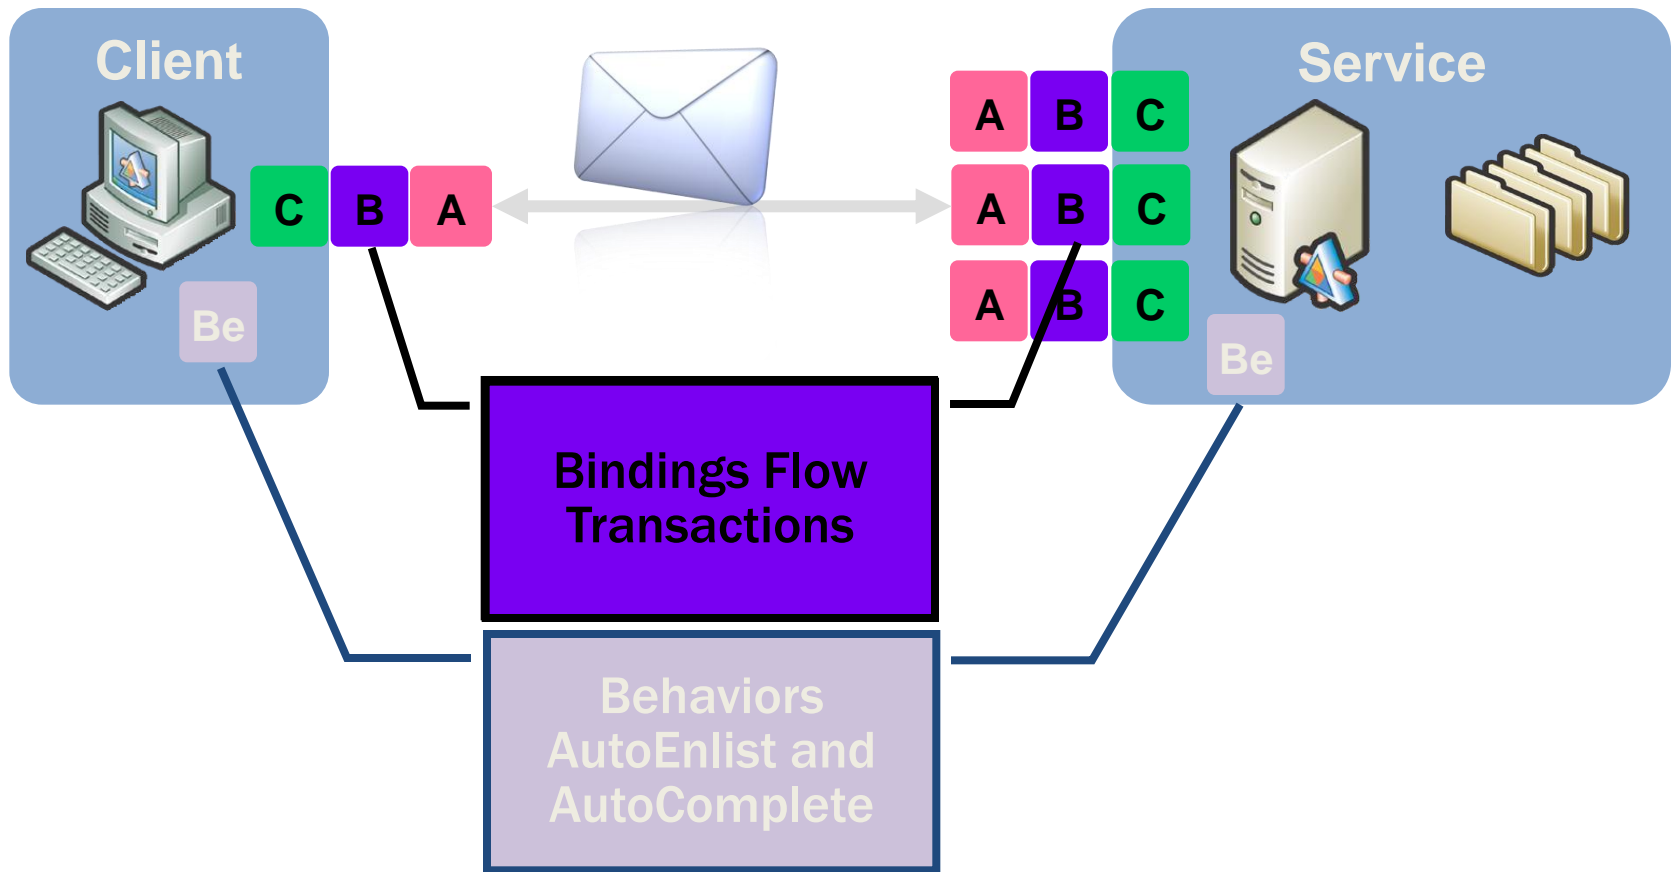 Client
Service
C B A
A B C
A B C
A B C
Be
Be
Bindings Flow
Transactions
Behaviors
AutoEnlist and
AutoComplete